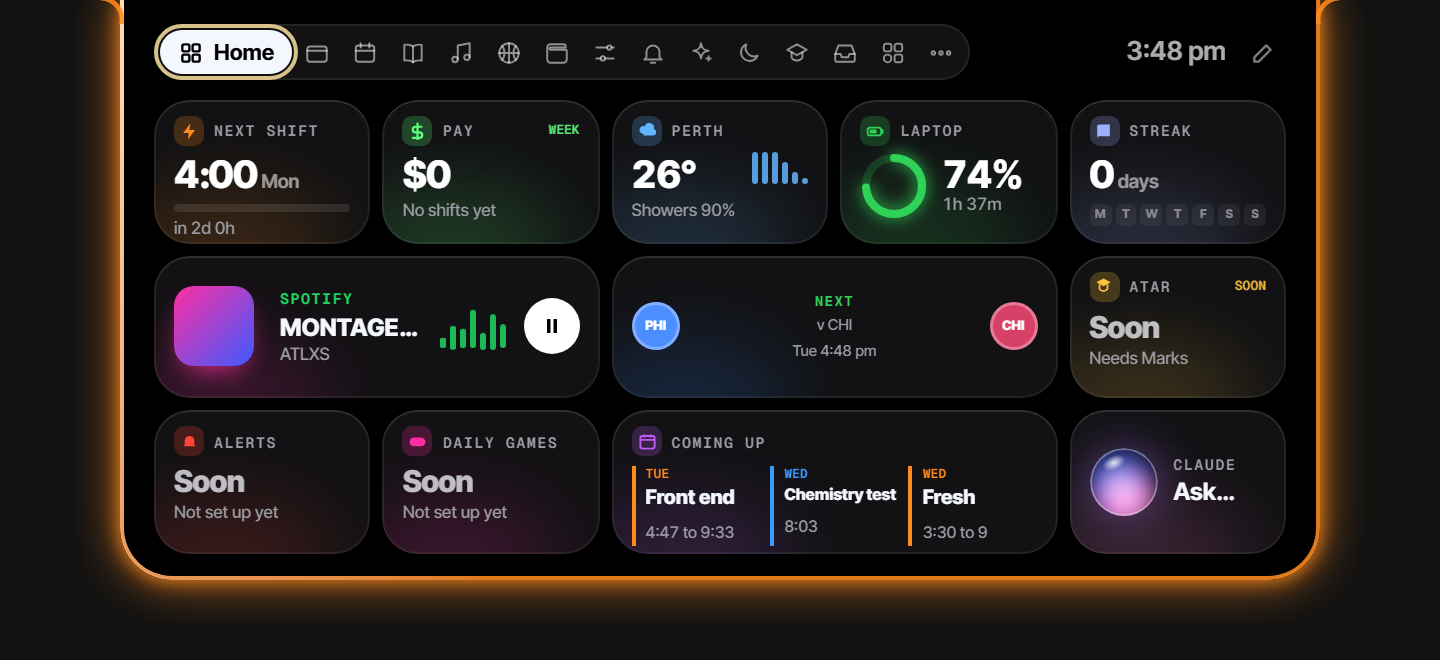 Home
3:48 pm
NEXT SHIFT
4:00 Mon
in 2d 0h
PAY
WEEK
$0
No shifts yet
PERTH
26°
Showers 90%
LAPTOP
74%
1h 37m
STREAK
0 days
M T W T F S S
SPOTIFY
MONTAGE...
ATLXS
PHI
NEXT
v CHI
Tue 4:48 pm
CHI
ATAR
SOON
Soon
Needs Marks
ALERTS
Soon
Not set up yet
DAILY GAMES
Soon
Not set up yet
COMING UP
TUE
Front end
4:47 to 9:33
WED
Chemistry test
8:03
WED
Fresh
3:30 to 9
CLAUDE
Ask...